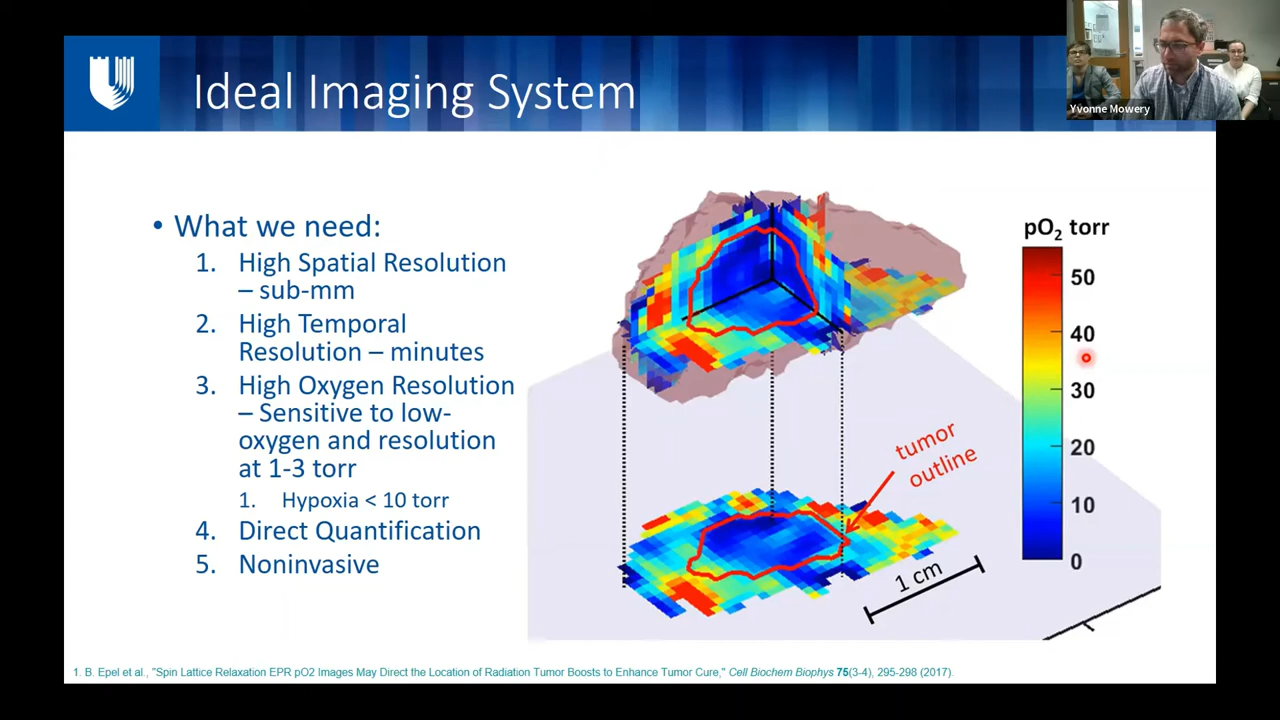 Ideal Imaging System
Yvonne Mowery
• What we need:
1. High Spatial Resolution
– sub-mm
2. High Temporal
Resolution – minutes
3. High Oxygen Resolution
– Sensitive to low-
oxygen and resolution
at 1-3 torr
1. Hypoxia < 10 torr
4. Direct Quantification
5. Noninvasive
pO2 torr
50
40
30
20
10
0
tumor
outline
1 cm
1. B. Epel et al., "Spin Lattice Relaxation EPR pO2 Images May Direct the Location of Radiation Tumor Boosts to Enhance Tumor Cure," Cell Biochem Biophys 75(3-4), 295-298 (2017).